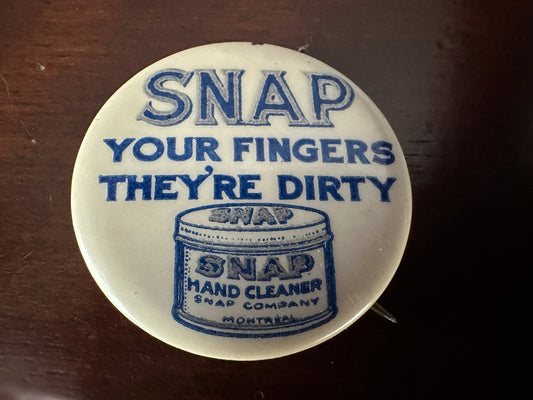 SNAP
YOUR FINGERS
THEY'RE DIRTY
SNAP
SNAP
HAND CLEANER
SNAP COMPANY
MONTREAL